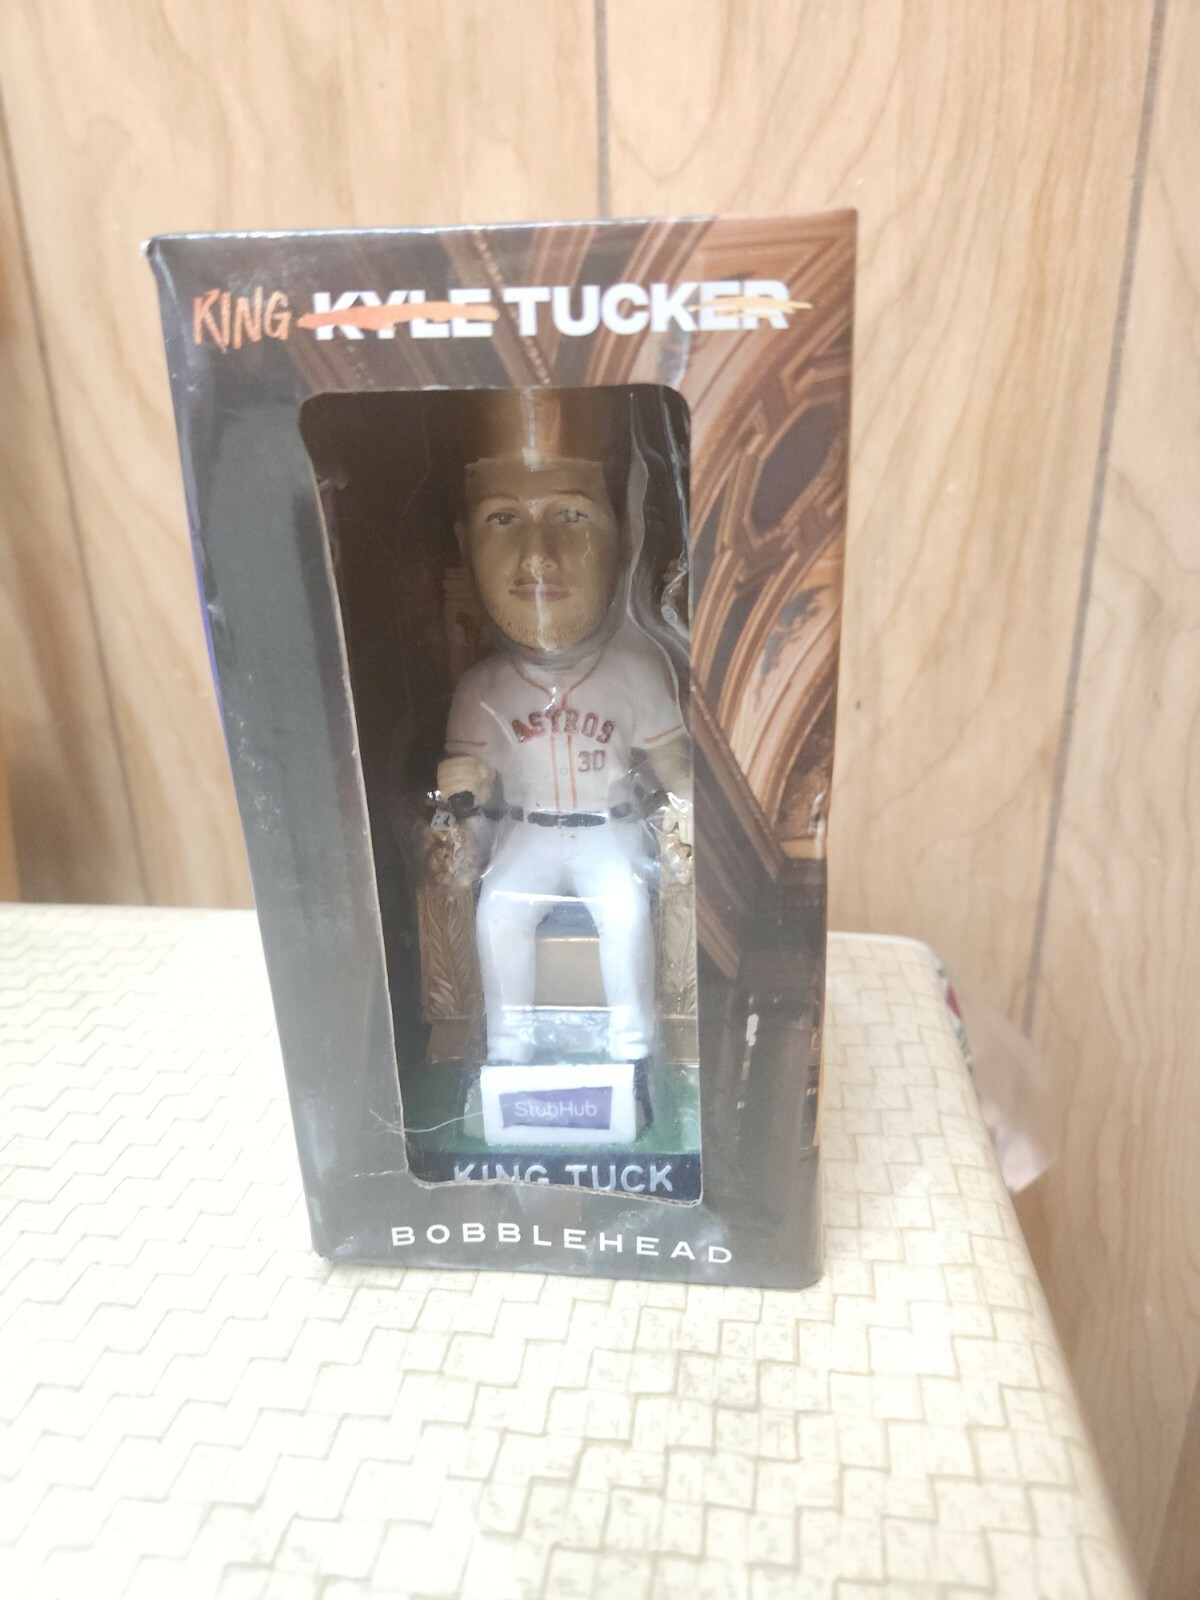 KING KYLE TUCKER
ASTROS
30
StubHub
KING TUCK
BOBBLEHEAD